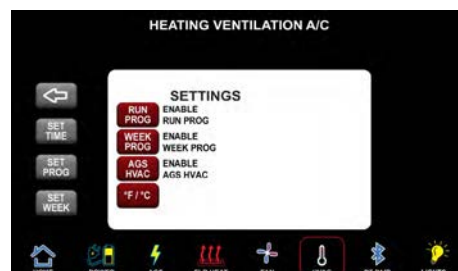 HEATING VENTILATION A/C
SETTINGS
RUN PROG
ENABLE
RUN PROG
SET TIME
WEEK PROG
ENABLE
WEEK PROG
SET PROG
AGS HVAC
ENABLE
AGS HVAC
SET WEEK
°F / °C